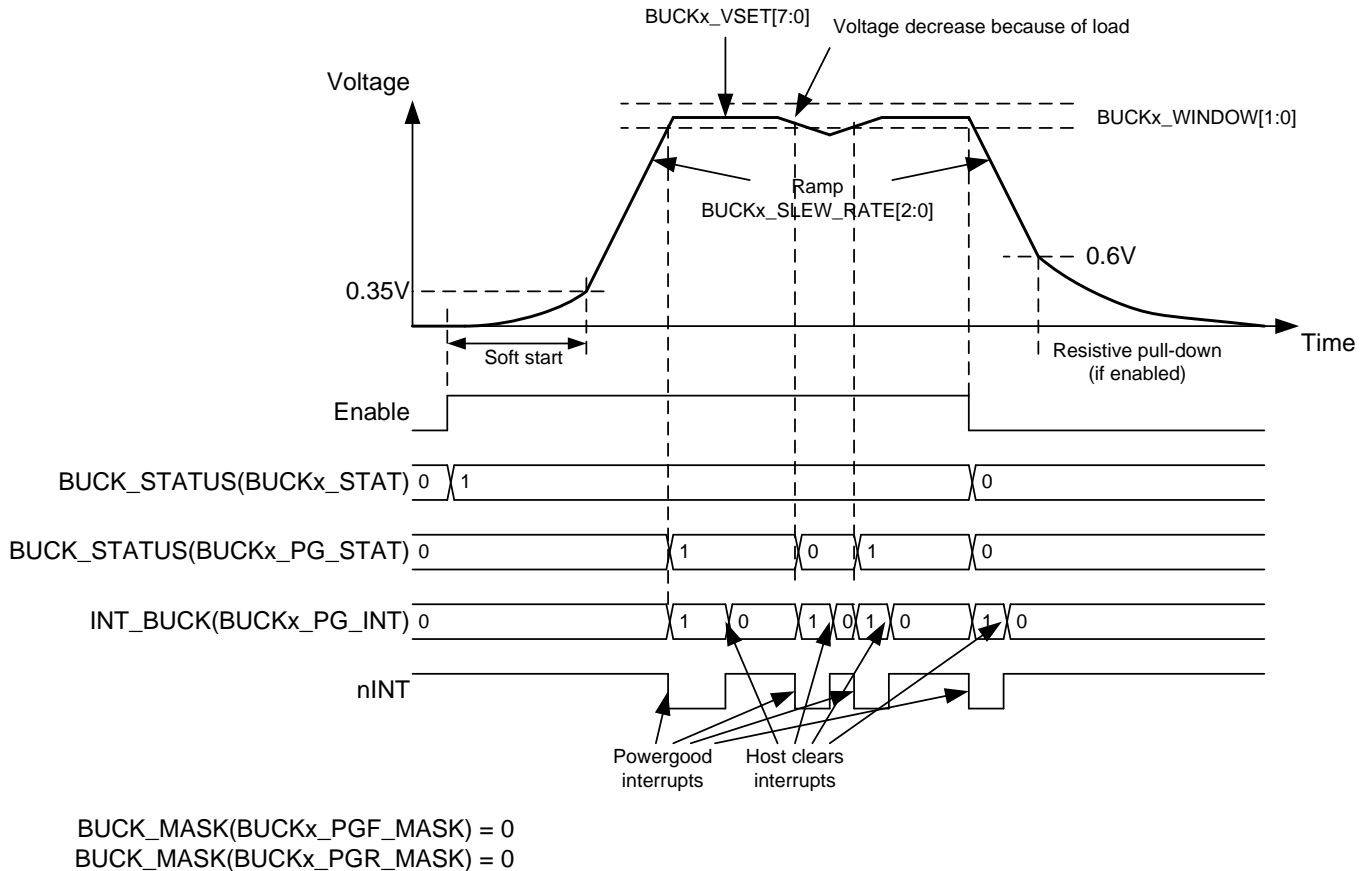 BUCKx_VSET[7:0]
Voltage decrease because of load
Voltage
BUCKx_WINDOW[1:0]
Ramp
BUCKx_SLEW_RATE[2:0]
0.6V
0.35V
Time
Soft start
Resistive pull-down
(if enabled)
Enable
BUCK_STATUS(BUCKx_STAT) 0 1 0
BUCK_STATUS(BUCKx_PG_STAT) 0 1 0 1 0
INT_BUCK(BUCKx_PG_INT) 0 1 0 1 0 1 0 1 0
nINT
Powergood
interrupts
Host clears
interrupts
BUCK_MASK(BUCKx_PGF_MASK) = 0
BUCK_MASK(BUCKx_PGR_MASK) = 0